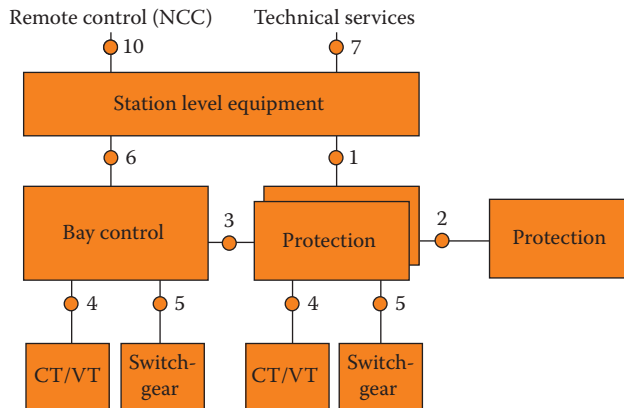 Remote control (NCC)
Technical services
10
7
Station level equipment
6
1
Bay control
3
Protection
2
Protection
4
5
4
5
CT/VT
Switch-
gear
CT/VT
Switch-
gear